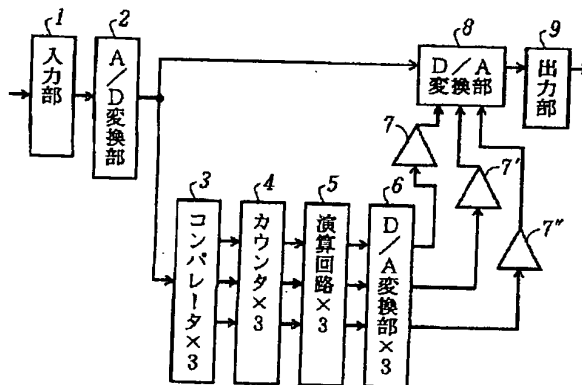 1
入力部
2
A/D変換部
8
D/A
変換部
9
出力部
3
コンパレータ×3
4
カウンタ×3
5
演算回路×3
6
D/A変換部×3
7
7′
7″